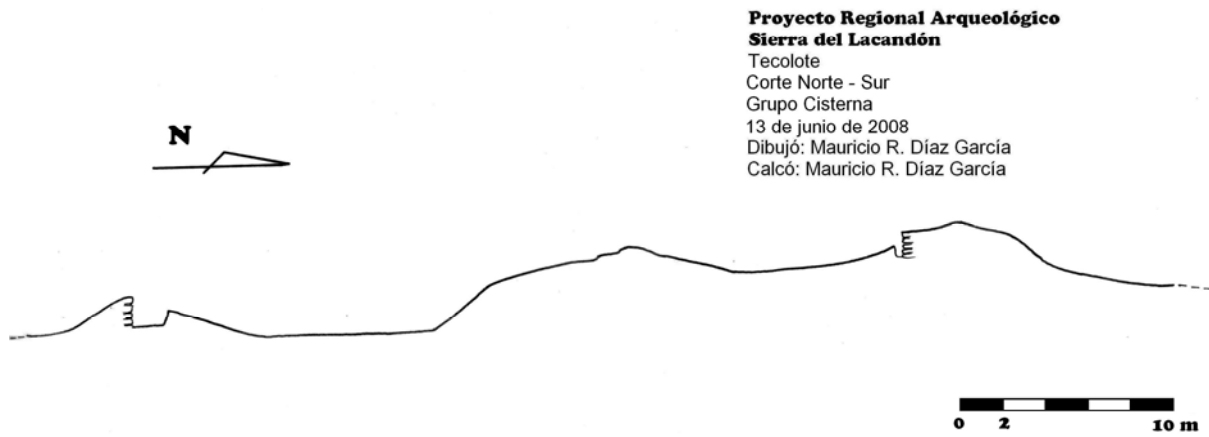 Proyecto Regional Arqueológico
Sierra del Lacandón
Tecolote
Corte Norte - Sur
Grupo Cisterna
13 de junio de 2008
Dibujó: Mauricio R. Díaz García
Calcó: Mauricio R. Díaz García
N
0 2 10 m